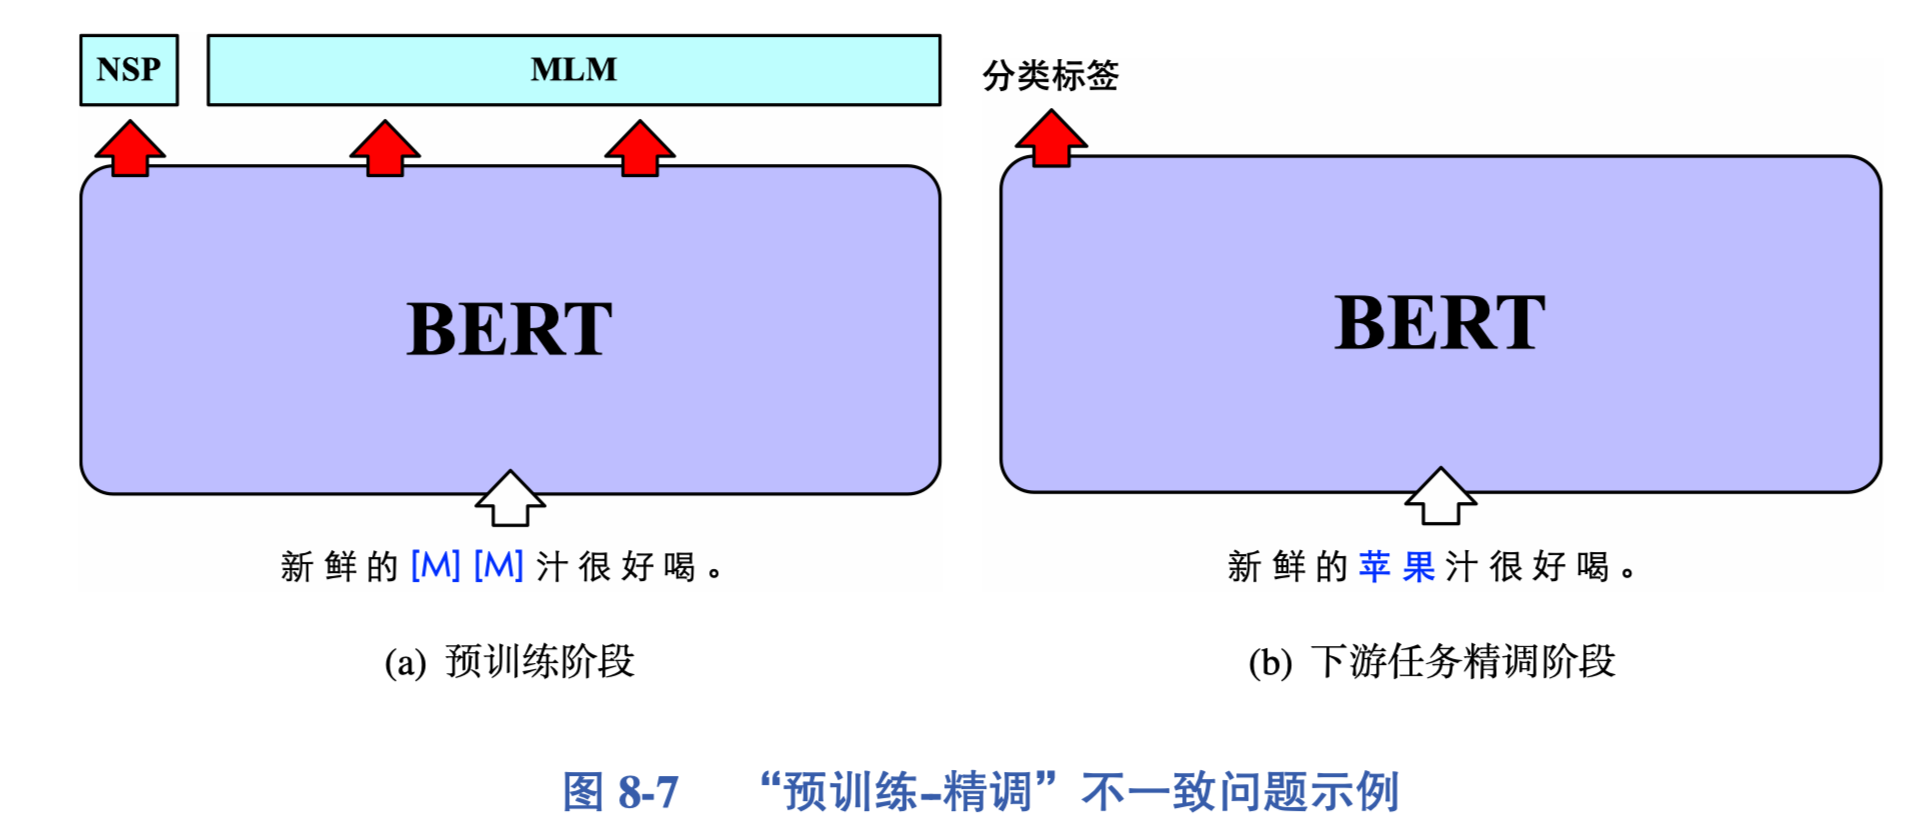 NSP
MLM
BERT
新鲜的 [M] [M] 汁很好喝。
(a) 预训练阶段
分类标签
BERT
新鲜的苹果汁很好喝。
(b) 下游任务精调阶段
图 8-7 “预训练–精调”不一致问题示例